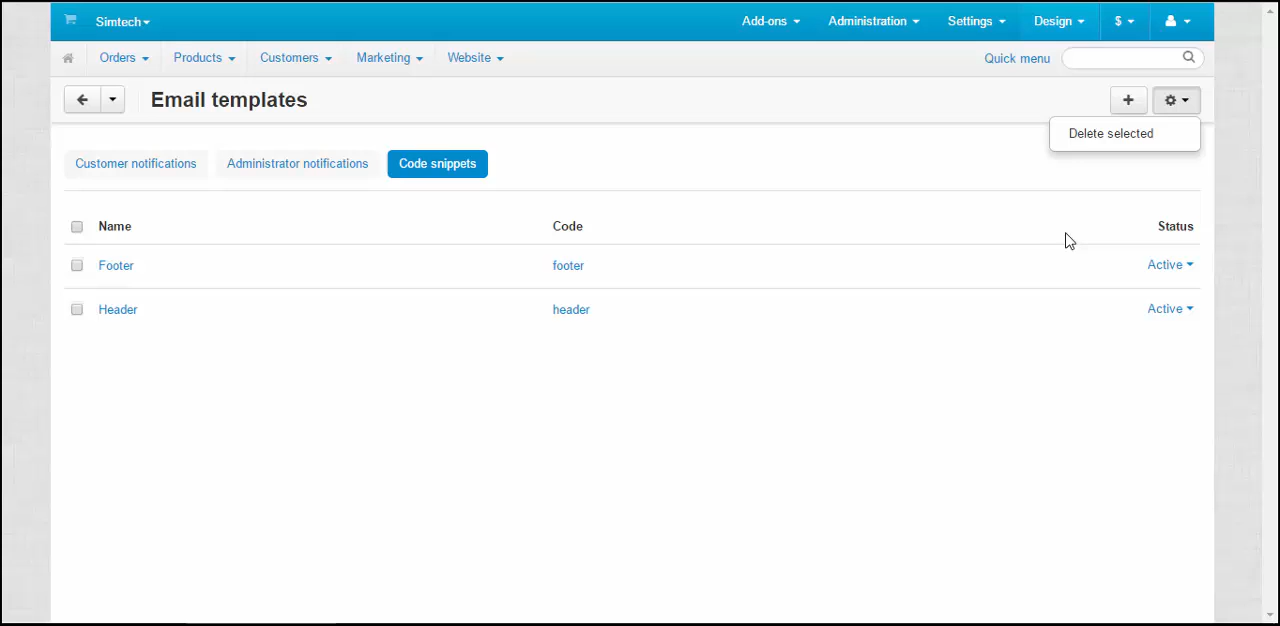 Simtech
Add-ons
Administration
Settings
Design
$
Orders
Products
Customers
Marketing
Website
Quick menu
Email templates
Delete selected
Customer notifications
Administrator notifications
Code snippets
Name
Code
Status
Footer
footer
Active
Header
header
Active